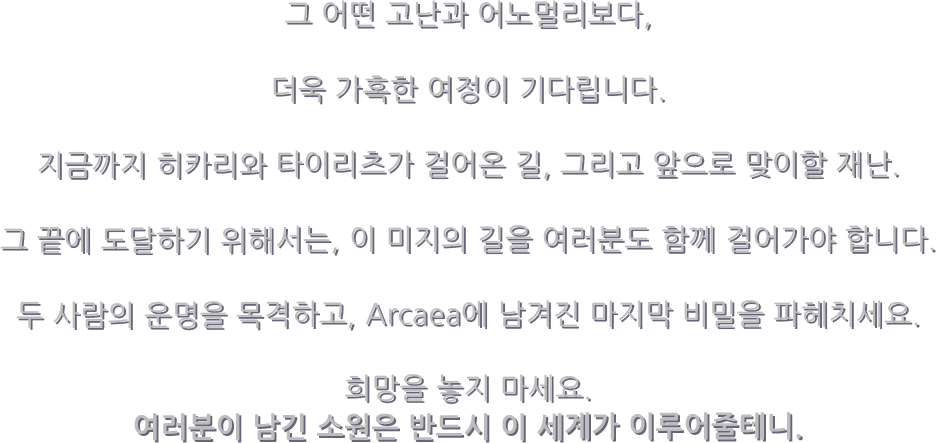 그 어떤 고난과 어노멀리보다,
더욱 가혹한 여정이 기다립니다.
지금까지 히카리와 타이리츠가 걸어온 길, 그리고 앞으로 맞이할 재난.
그 끝에 도달하기 위해서는, 이 미지의 길을 여러분도 함께 걸어가야 합니다.
두 사람의 운명을 목격하고, Arcaea에 남겨진 마지막 비밀을 파헤치세요.
희망을 놓지 마세요.
여러분이 남긴 소원은 반드시 이 세계가 이루어줄테니.